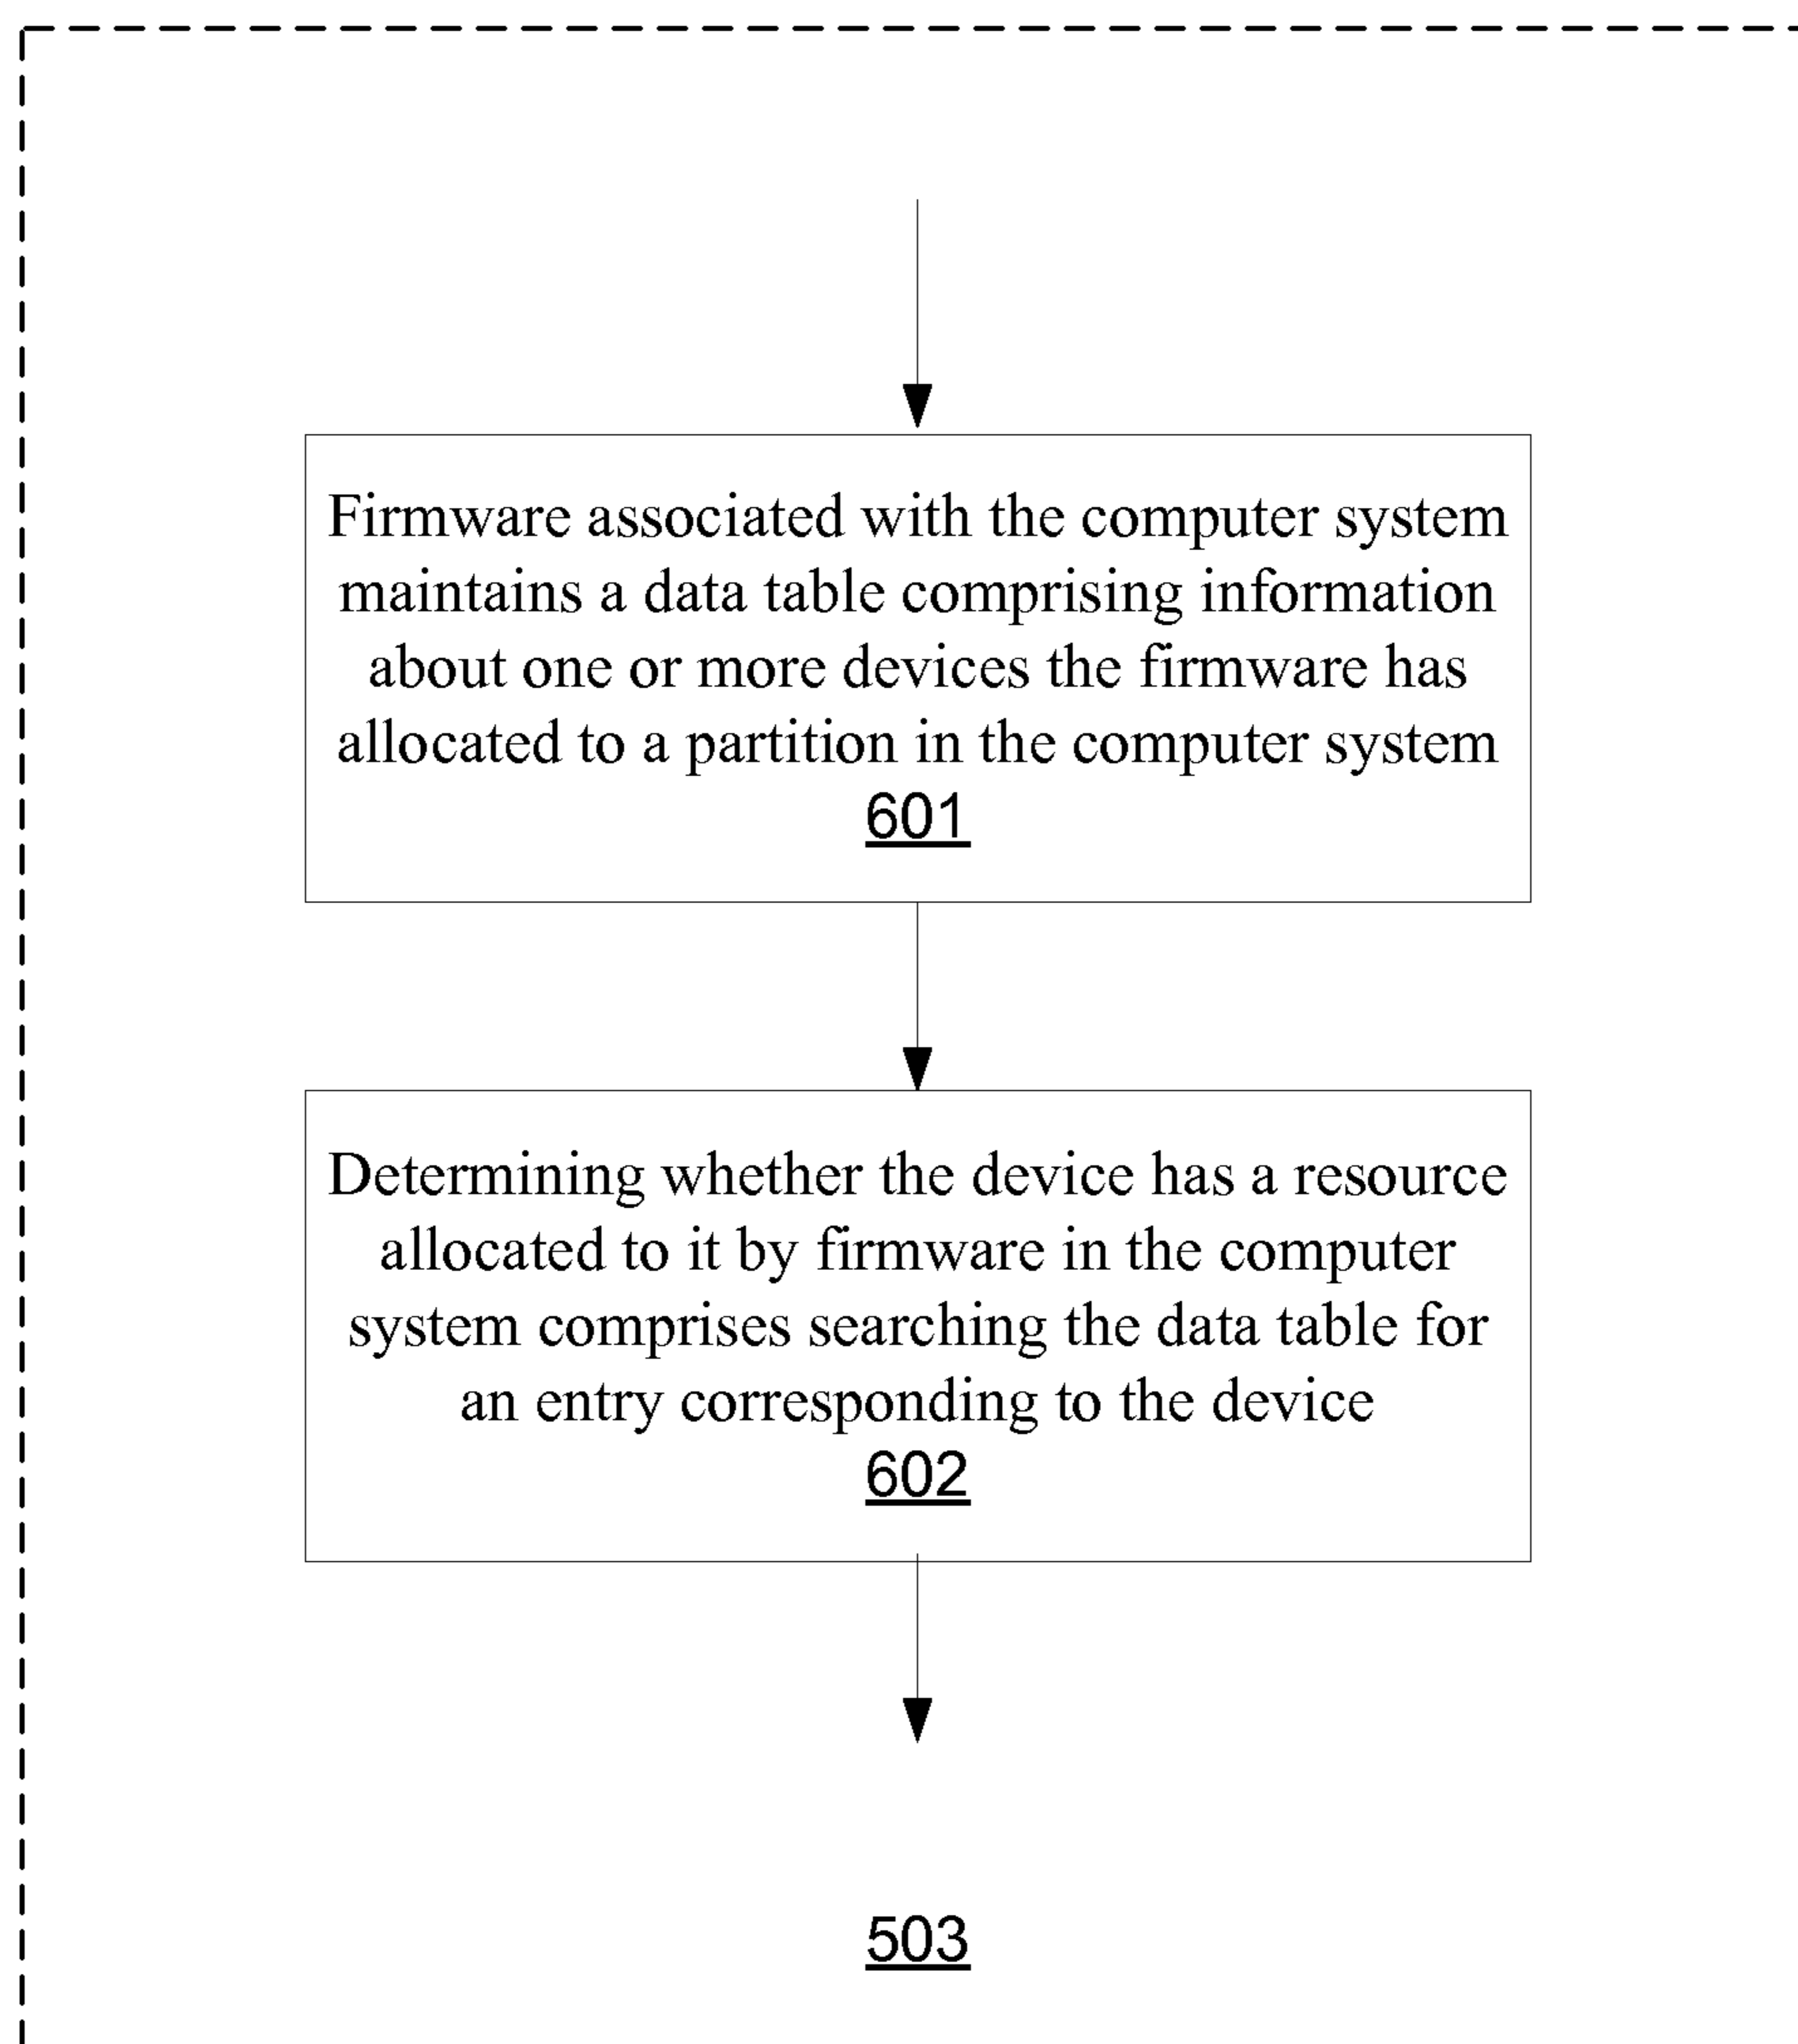 Firmware associated with the computer system
maintains a data table comprising information
about one or more devices the firmware has
allocated to a partition in the computer system
601
Determining whether the device has a resource
allocated to it by firmware in the computer
system comprises searching the data table for
an entry corresponding to the device
602
503